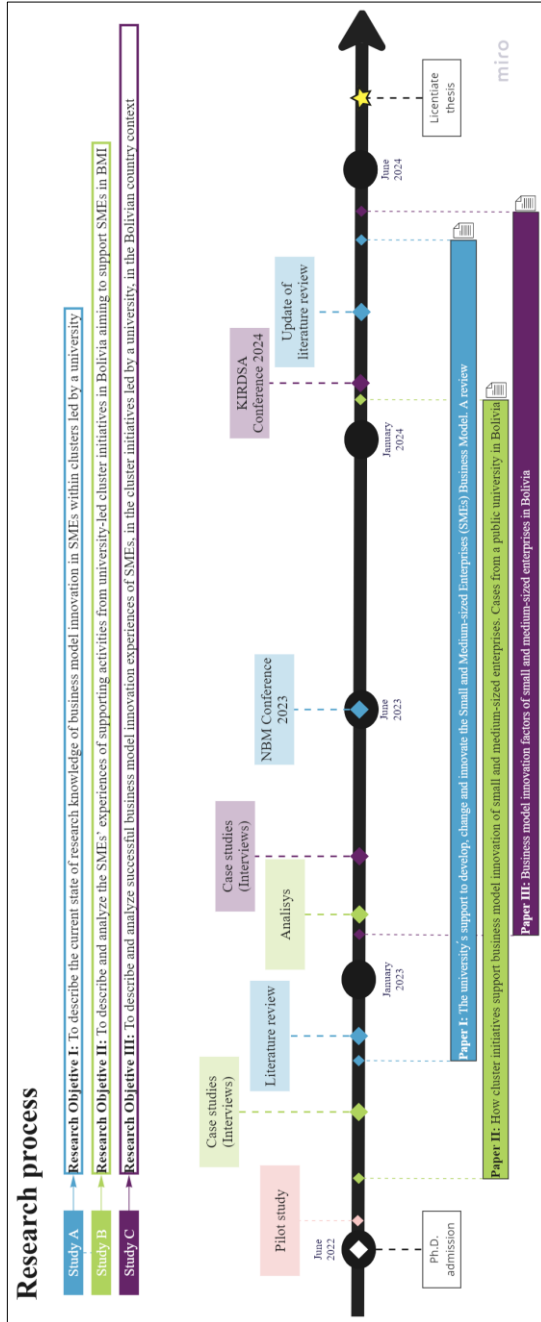 Research process
Study A
Research Objetive I: To describe the current state of research knowledge of business model innovation in SMEs within clusters led by a university
Study B
Research Objetive II: To describe and analyze the SMEs' experiences of supporting activities from university-led cluster initiatives in Bolivia aiming to support SMEs in BMI
Study C
Research Objetive III: To describe and analyze successful business model innovation experiences of SMEs, in the cluster initiatives led by a university, in the Bolivian country context
Pilot study
Case studies
(Interviews)
Literature review
Analisys
Case studies
(Interviews)
NBM Conference
2023
KIRDSA
Conference 2024
Update of
literature review
June
2022
January
2023
June
2023
January
2024
June
2024
Ph.D.
admission
Licentiate
thesis
Paper I: The university's support to develop, change and innovate the Small and Medium-sized Enterprises (SMEs) Business Model. A review
Paper II: How cluster initiatives support business model innovation of small and medium-sized enterprises. Cases from a public university in Bolivia
Paper III: Business model innovation factors of small and medium-sized enterprises in Bolivia
miro